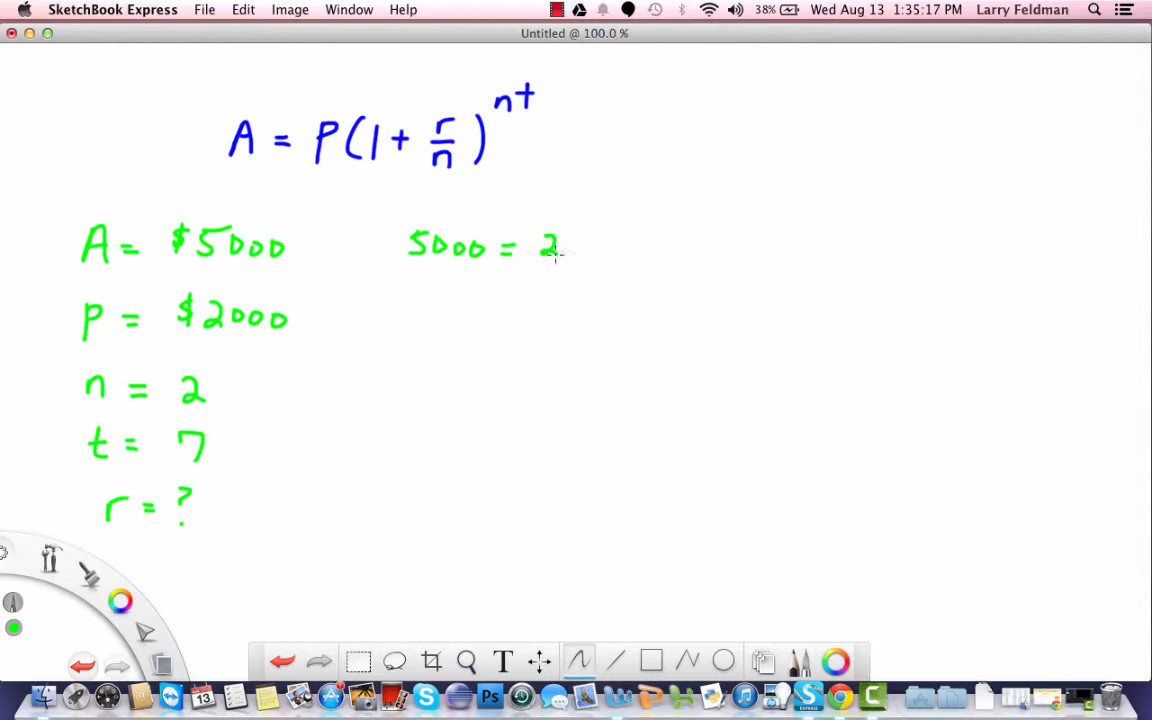 SketchBook Express File Edit Image Window Help 38% Wed Aug 13 1:35:17 PM Larry Feldman
Untitled @ 100.0 %
A = P(1 + r/n)^nt
A = $5000
5000 = 2
P = $2000
n = 2
t = 7
r = ?
T